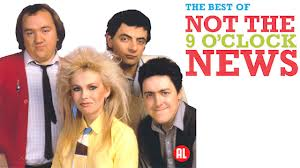 THE BEST OF
NOT THE
9 O'CLOCK
NEWS
AL